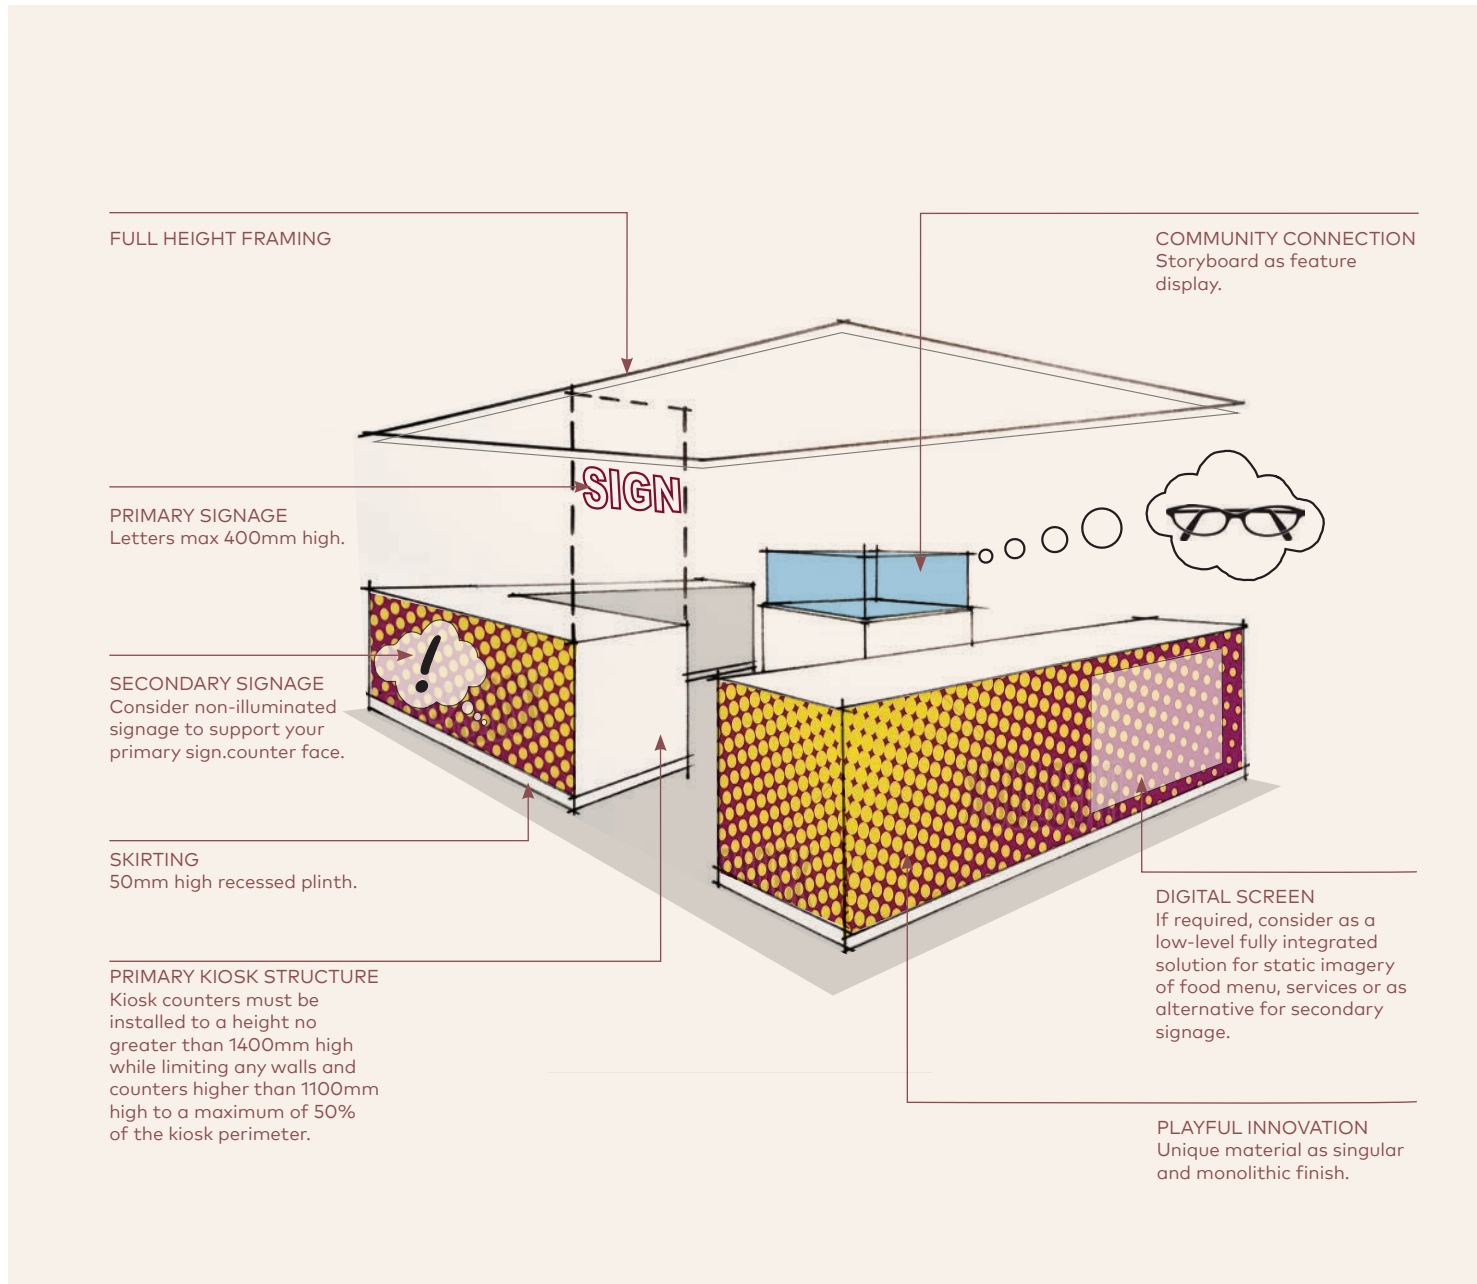 FULL HEIGHT FRAMING
COMMUNITY CONNECTION
Storyboard as feature
display.
SIGN
PRIMARY SIGNAGE
Letters max 400mm high.
!
SECONDARY SIGNAGE
Consider non-illuminated
signage to support your
primary sign.counter face.
SKIRTING
50mm high recessed plinth.
PRIMARY KIOSK STRUCTURE
Kiosk counters must be
installed to a height no
greater than 1400mm high
while limiting any walls and
counters higher than 1100mm
high to a maximum of 50%
of the kiosk perimeter.
DIGITAL SCREEN
If required, consider as a
low-level fully integrated
solution for static imagery
of food menu, services or as
alternative for secondary
signage.
PLAYFUL INNOVATION
Unique material as singular
and monolithic finish.